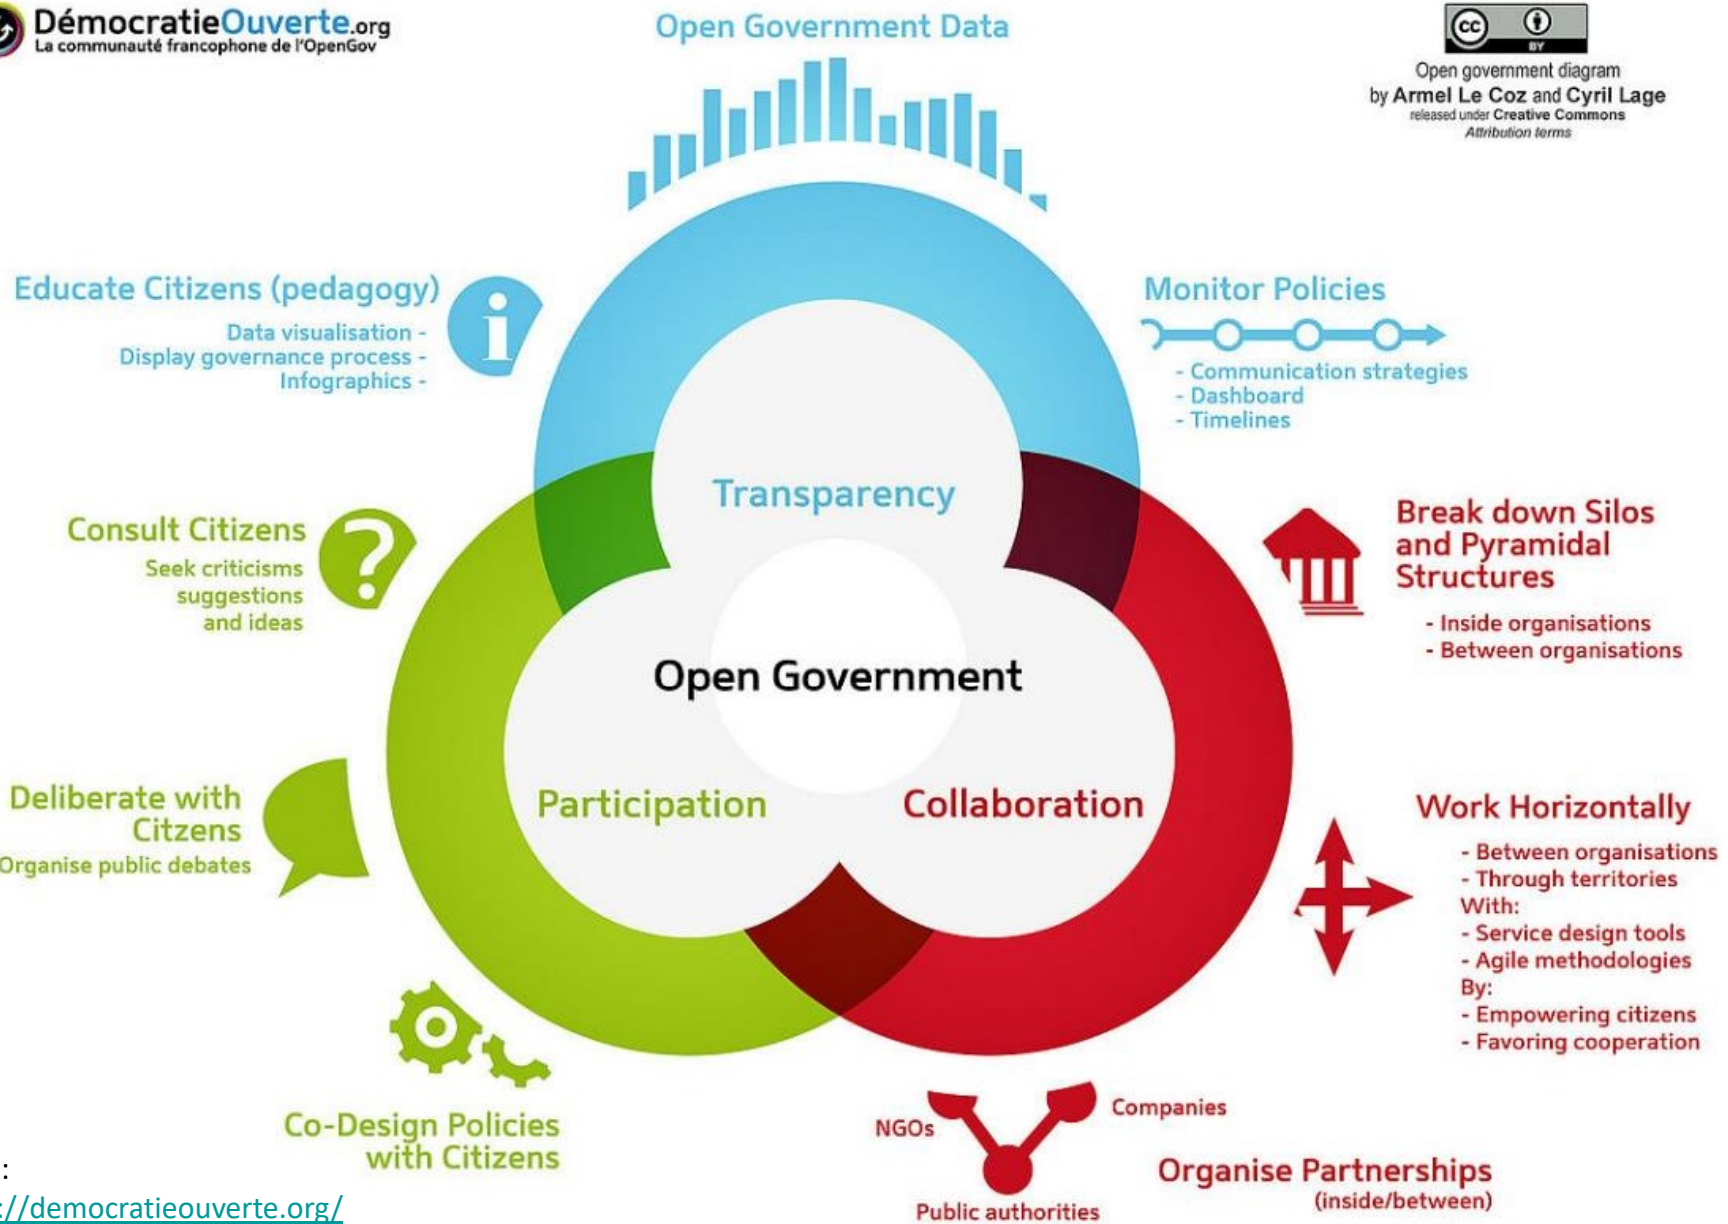 DémocratieOuverte.org
La communauté francophone de l'OpenGov
Open Government Data
cc
BY
Open government diagram
by Armel Le Coz and Cyril Lage
released under Creative Commons
Attribution terms
Educate Citizens (pedagogy)
Data visualisation -
Display governance process -
Infographics -
i
Monitor Policies
- Communication strategies
- Dashboard
- Timelines
Transparency
Consult Citizens
Seek criticisms
suggestions
and ideas
?
Break down Silos
and Pyramidal
Structures
- Inside organisations
- Between organisations
Open Government
Participation
Collaboration
Deliberate with
Citzens
Organise public debates
Work Horizontally
- Between organisations
- Through territories
With:
- Service design tools
- Agile methodologies
By:
- Empowering citizens
- Favoring cooperation
Co-Design Policies
with Citizens
NGOs
Companies
Public authorities
Organise Partnerships
(inside/between)
:
://democratieouverte.org/